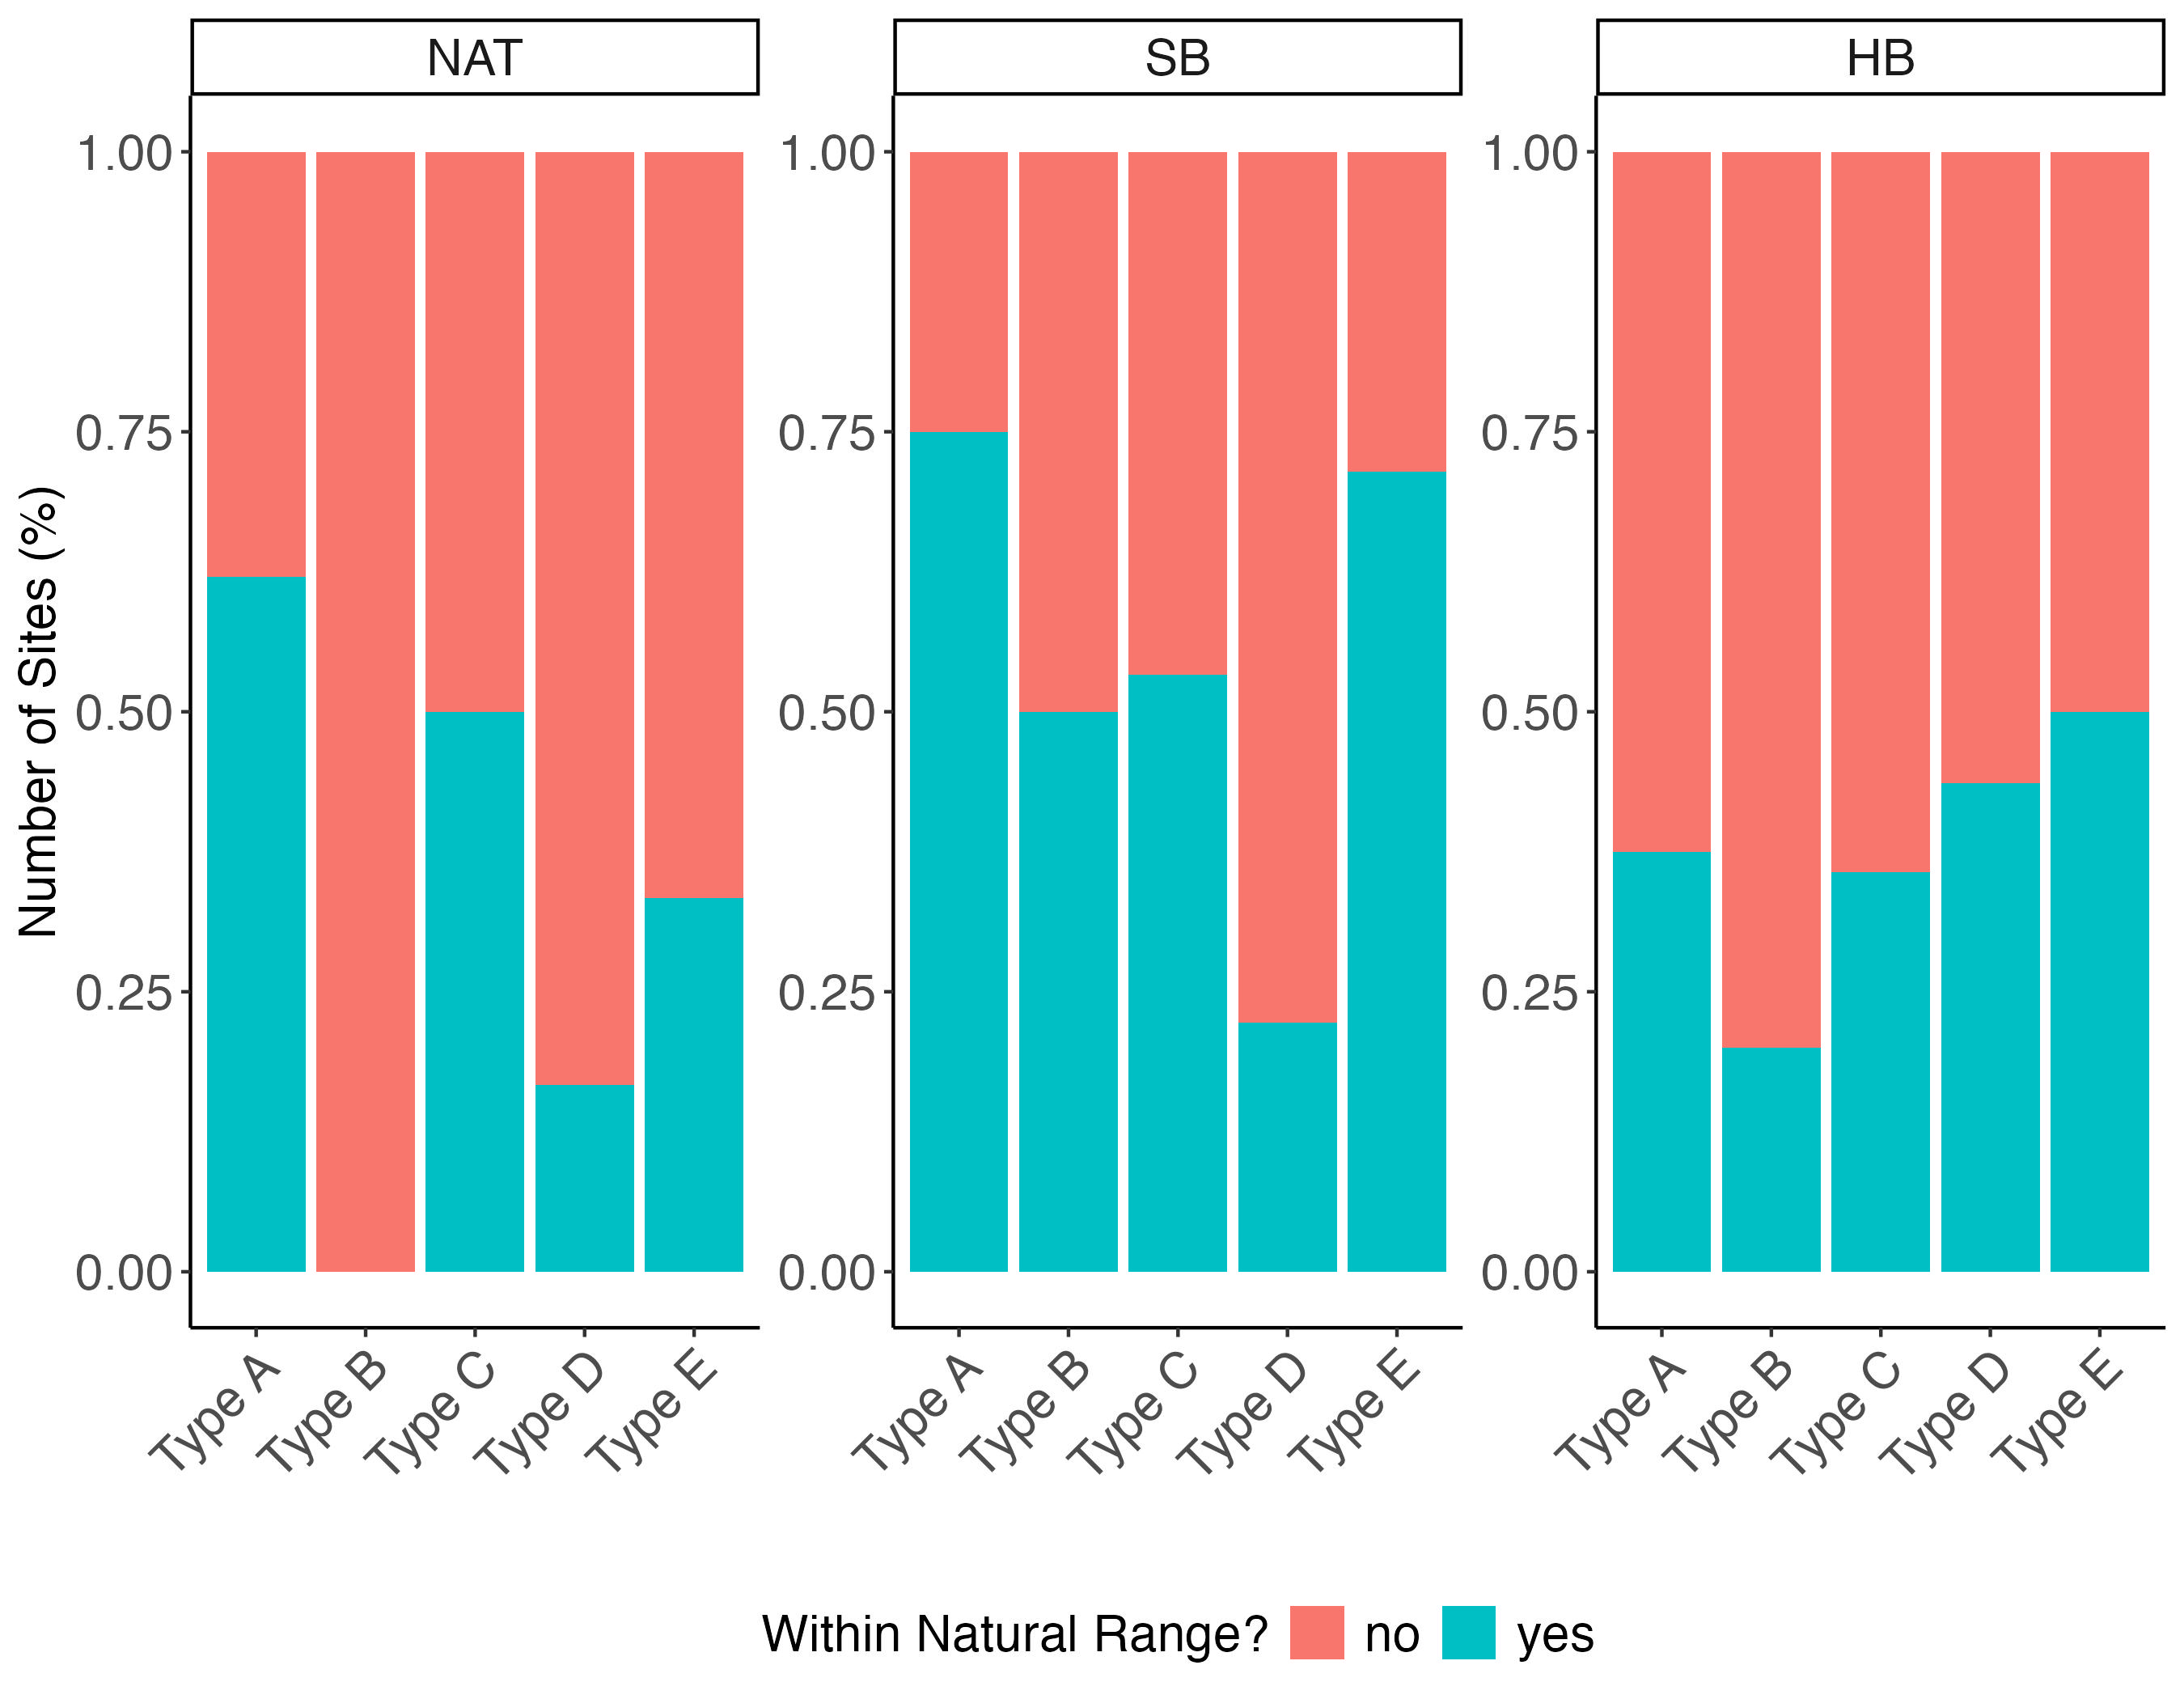 NAT
SB
HB
Number of Sites (%)
1.00
0.75
0.50
0.25
0.00
1.00
0.75
0.50
0.25
0.00
1.00
0.75
0.50
0.25
0.00
Type A
Type B
Type C
Type D
Type E
Type A
Type B
Type C
Type D
Type E
Type A
Type B
Type C
Type D
Type E
Within Natural Range? no yes